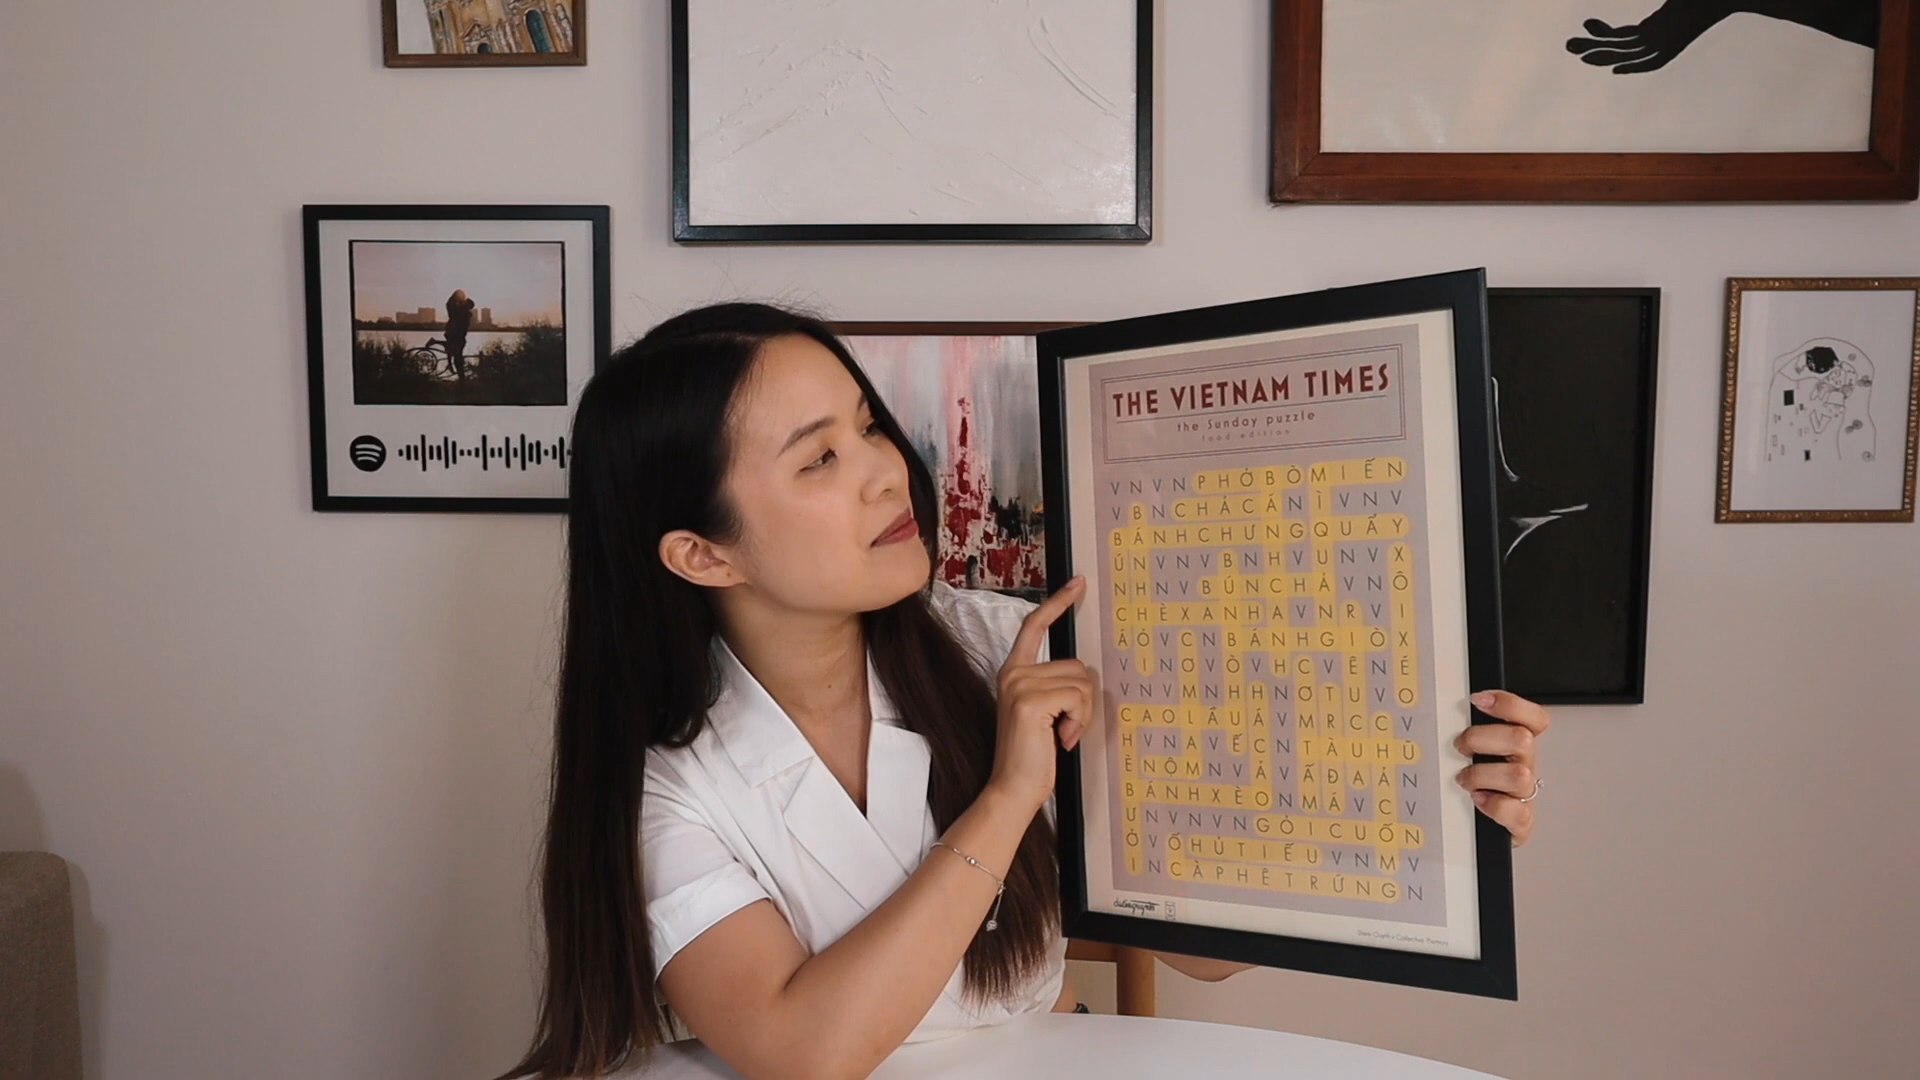 THE VIETNAM TIMES
the Sunday puzzle
food edition
V N V N P H Ở B Ò M I Ế N
V B N C H Ả C Á N Ì V N V
B Á N H C H Ư N G Q U Ẩ Y
Ú N V N V B N H V U N V X
N H N V B Ú N C H Ả V N Ô
C H È X A N H A V N R V I
Á Ỏ V C N B Á N H G I Ò X
V I N Ơ V Ò V H C V Ê N É
V N V M N H H N Ơ T U V O
C A O L Ầ U Á V M R C C V
H V N A V Ế C N T À U H Ũ
È N Ộ M N V Ả V Ấ Đ A Ả N
B Á N H X È O N M Á V C V
Ư N V N V N G Ỏ I C U Ố N
Ở V Ố H Ủ T I Ế U V N M V
I N C À P H Ê T R Ứ N G N